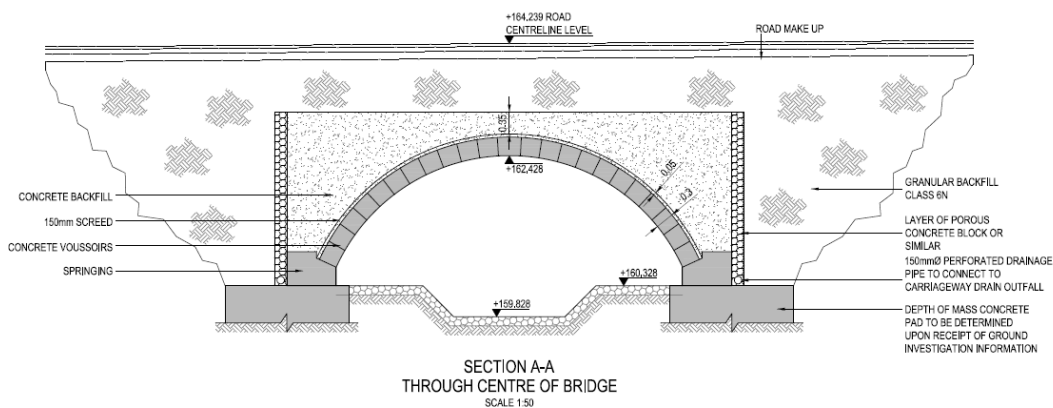 +164.239 ROAD
CENTRELINE LEVEL
ROAD MAKE UP
0.35
+162,428
0.05
0.3
CONCRETE BACKFILL
150mm SCREED
CONCRETE VOUSSOIRS
SPRINGING
GRANULAR BACKFILL
CLASS 6N
LAYER OF POROUS
CONCRETE BLOCK OR
SIMILAR
150mmØ PERFORATED DRAINAGE
PIPE TO CONNECT TO
CARRIAGEWAY DRAIN OUTFALL
+160,328
+159.828
DEPTH OF MASS CONCRETE
PAD TO BE DETERMINED
UPON RECEIPT OF GROUND
INVESTIGATION INFORMATION
SECTION A-A
THROUGH CENTRE OF BRIDGE
SCALE 1:50